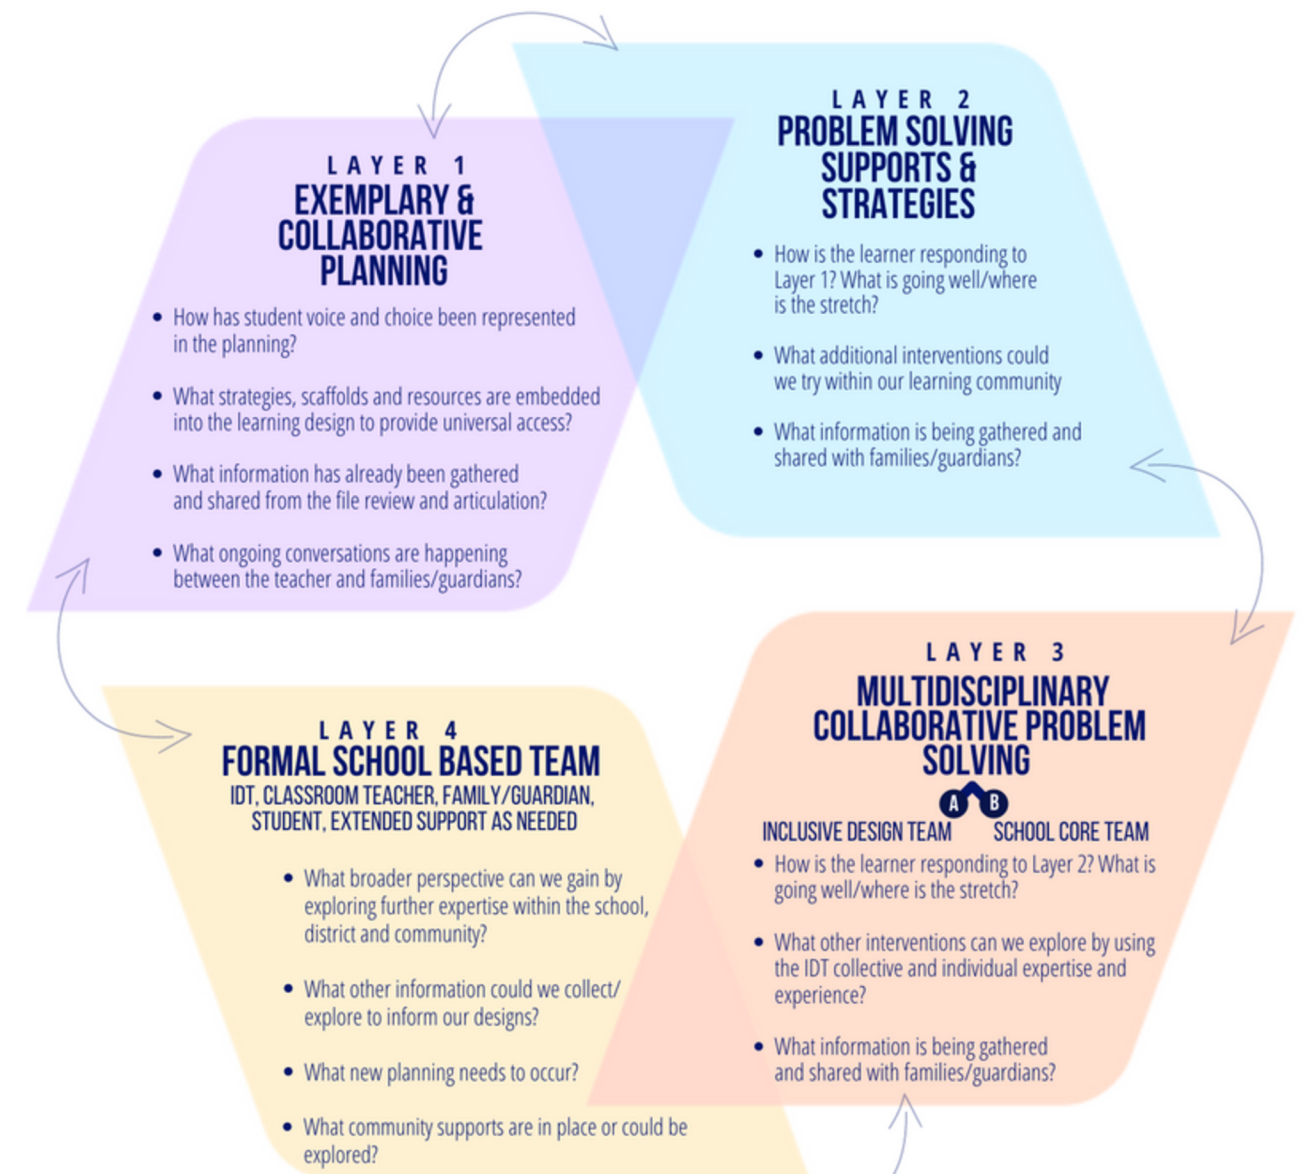 LAYER 1
EXEMPLARY &
COLLABORATIVE
PLANNING
• How has student voice and choice been represented
in the planning?
• What strategies, scaffolds and resources are embedded
into the learning design to provide universal access?
• What information has already been gathered
and shared from the file review and articulation?
• What ongoing conversations are happening
between the teacher and families/guardians?
LAYER 2
PROBLEM SOLVING
SUPPORTS &
STRATEGIES
• How is the learner responding to
Layer 1? What is going well/where
is the stretch?
• What additional interventions could
we try within our learning community
• What information is being gathered and
shared with families/guardians?
LAYER 3
MULTIDISCIPLINARY
COLLABORATIVE PROBLEM
SOLVING
A B
INCLUSIVE DESIGN TEAM SCHOOL CORE TEAM
• How is the learner responding to Layer 2? What is
going well/where is the stretch?
• What other interventions can we explore by using
the IDT collective and individual expertise and
experience?
• What information is being gathered
and shared with families/guardians?
LAYER 4
FORMAL SCHOOL BASED TEAM
IDT, CLASSROOM TEACHER, FAMILY/GUARDIAN,
STUDENT, EXTENDED SUPPORT AS NEEDED
• What broader perspective can we gain by
exploring further expertise within the school,
district and community?
• What other information could we collect/
explore to inform our designs?
• What new planning needs to occur?
• What community supports are in place or could be
explored?